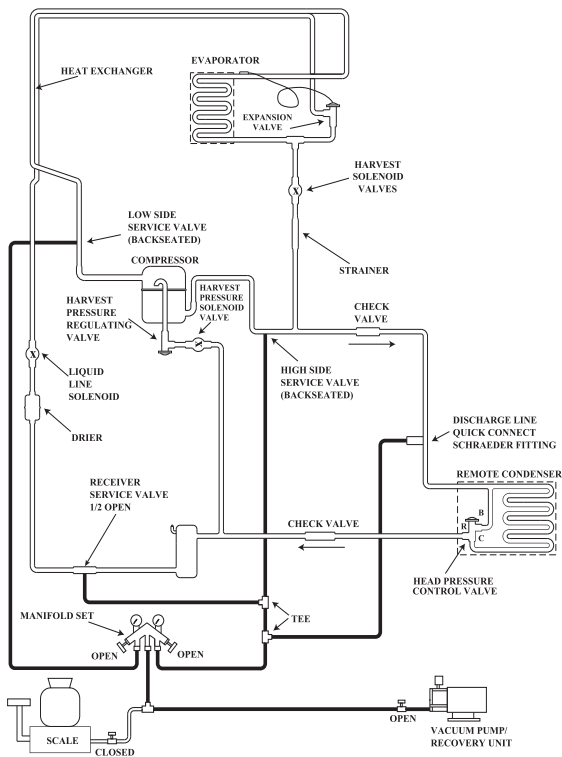 EVAPORATOR
HEAT EXCHANGER
EXPANSION
VALVE
HARVEST
SOLENOID
VALVES
X
LOW SIDE
SERVICE VALVE
(BACKSEATED)
COMPRESSOR
STRAINER
HARVEST
PRESSURE
SOLENOID
VALVE
HARVEST
PRESSURE
REGULATING
VALVE
X
CHECK
VALVE
X
LIQUID
LINE
SOLENOID
HIGH SIDE
SERVICE VALVE
(BACKSEATED)
DRIER
DISCHARGE LINE
QUICK CONNECT
SCHRAEDER FITTING
RECEIVER
SERVICE VALVE
1/2 OPEN
REMOTE CONDENSER
B
R
C
CHECK VALVE
HEAD PRESSURE
CONTROL VALVE
MANIFOLD SET
TEE
OPEN
OPEN
OPEN
SCALE
CLOSED
VACUUM PUMP/
RECOVERY UNIT